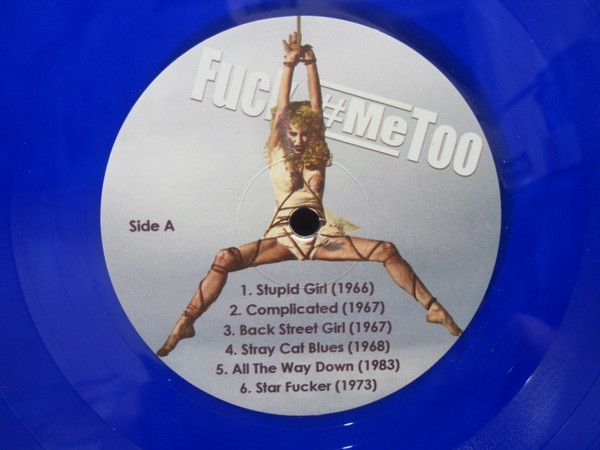 Fuck #MeToo
Side A
1. Stupid Girl (1966)
2. Complicated (1967)
3. Back Street Girl (1967)
4. Stray Cat Blues (1968)
5. All The Way Down (1983)
6. Star Fucker (1973)